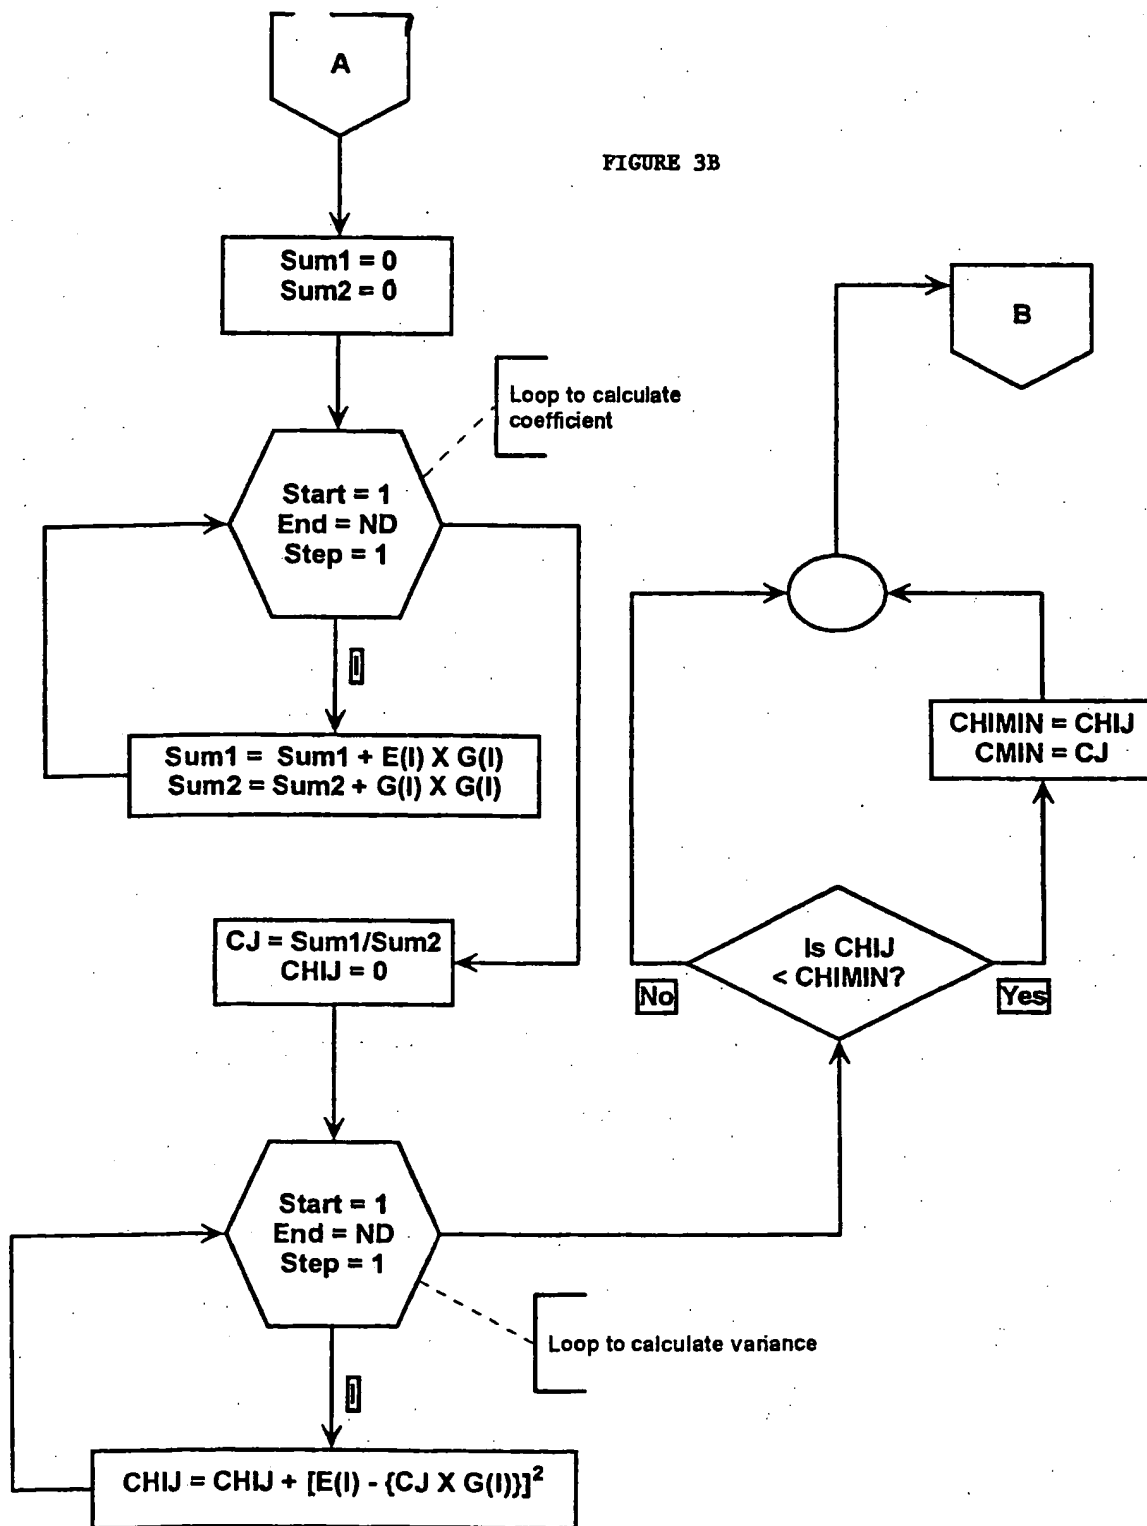 A
FIGURE 3B
Sum1 = 0
Sum2 = 0
B
Loop to calculate
coefficient
Start = 1
End = ND
Step = 1
I
Sum1 = Sum1 + E(I) X G(I)
Sum2 = Sum2 + G(I) X G(I)
CHIMIN = CHIJ
CMIN = CJ
CJ = Sum1/Sum2
CHIJ = 0
Is CHIJ
< CHIMIN?
No
Yes
Start = 1
End = ND
Step = 1
Loop to calculate variance
I
CHIJ = CHIJ + [E(I) - {CJ X G(I)}]²